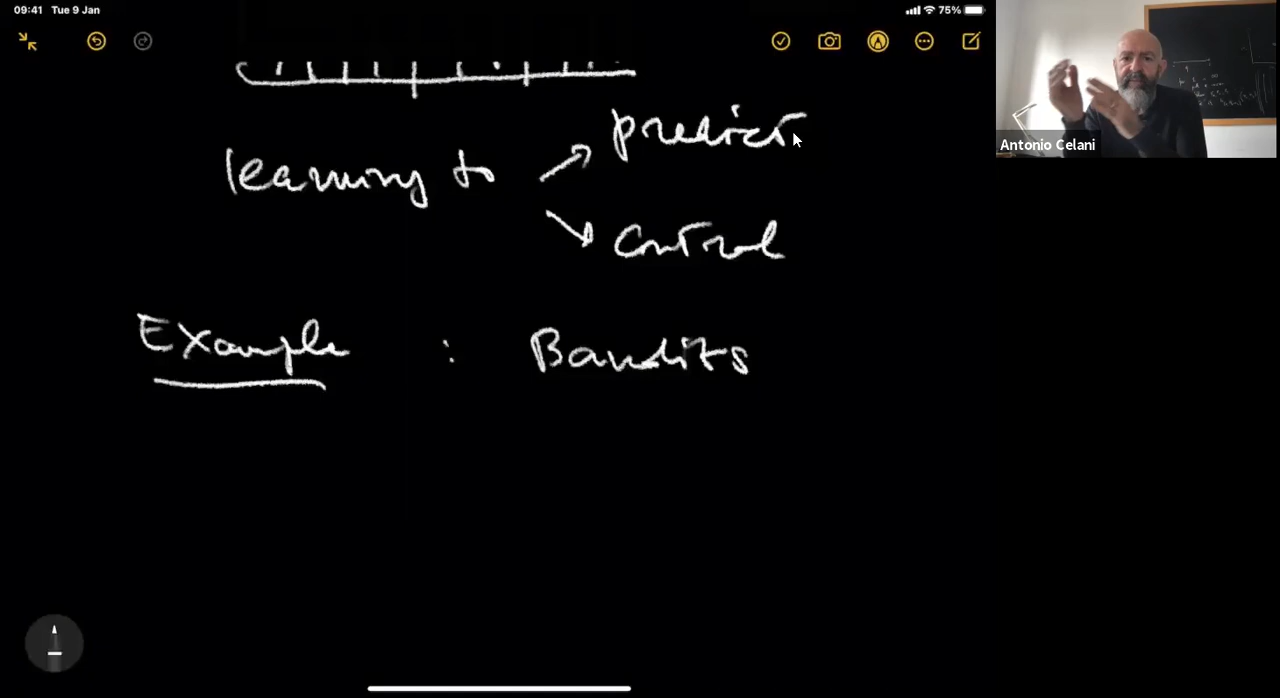 09:41 Tue 9 Jan
75%
Antonio Celani
predict
learning to
control
Example : Bandits